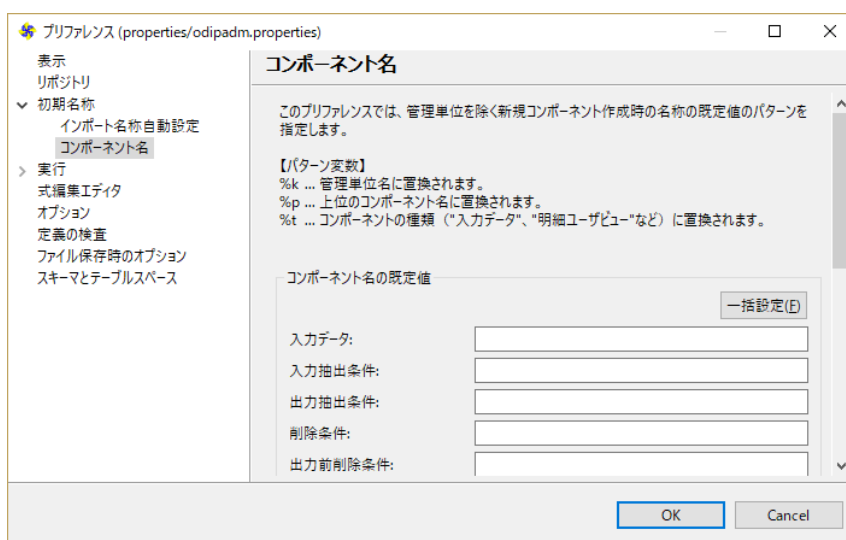 プリファレンス (properties/odipadm.properties)
表示
リポジトリ
初期名称
インポート名称自動設定
コンポーネント名
実行
式編集エディタ
オプション
定義の検査
ファイル保存時のオプション
スキーマとテーブルスペース
コンポーネント名
このプリファレンスでは、管理単位を除く新規コンポーネント作成時の名称の既定値のパターンを
指定します。
【パターン変数】
%k ... 管理単位名に置換されます。
%p ... 上位のコンポーネント名に置換されます。
%t ... コンポーネントの種類（"入力データ"、"明細ユーザビュー"など）に置換されます。
コンポーネント名の既定値
一括設定(F)
入力データ:
入力抽出条件:
出力抽出条件:
削除条件:
出力前削除条件:
OK
Cancel